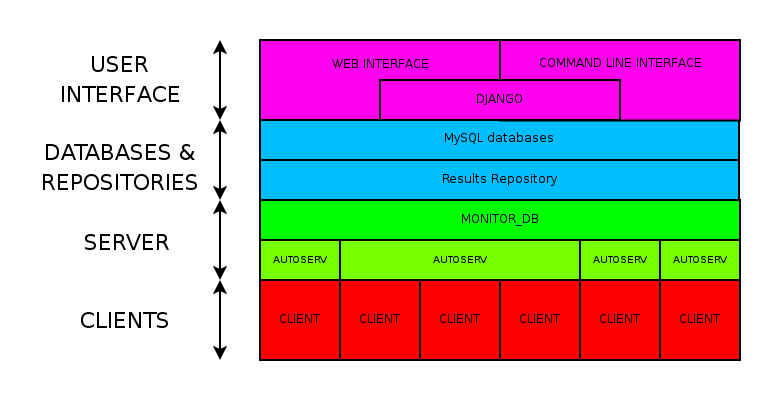 USER
INTERFACE
WEB INTERFACE
COMMAND LINE INTERFACE
DJANGO
DATABASES &
REPOSITORIES
MySQL databases
Results Repository
SERVER
MONITOR_DB
AUTOSERV
AUTOSERV
AUTOSERV
AUTOSERV
CLIENTS
CLIENT
CLIENT
CLIENT
CLIENT
CLIENT
CLIENT